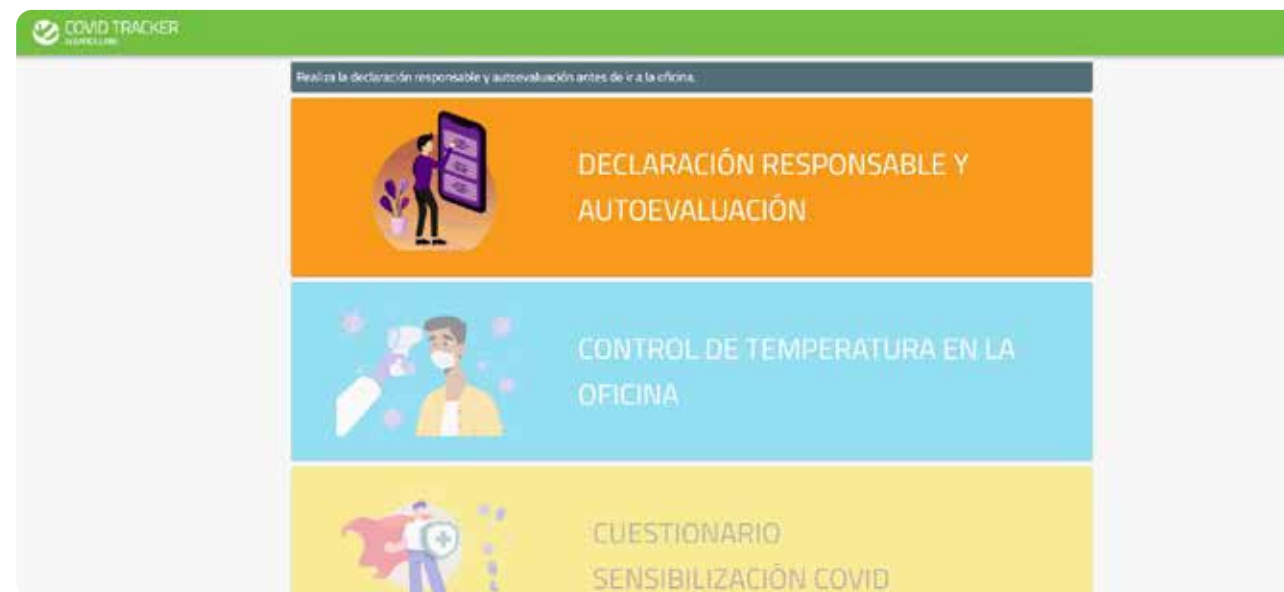 COVID TRACKER
Realiza la declaración responsable y autoevaluación antes de ir a la oficina.
DECLARACIÓN RESPONSABLE Y
AUTOEVALUACIÓN
CONTROL DE TEMPERATURA EN LA
OFICINA
CUESTIONARIO
SENSIBILIZACIÓN COVID